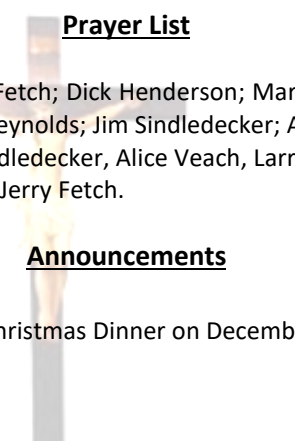 Prayer List
Fetch; Dick Henderson; Mar
eynolds; Jim Sindledecker; A
dledecker, Alice Veach, Larr
Jerry Fetch.
Announcements
hristmas Dinner on Decemb